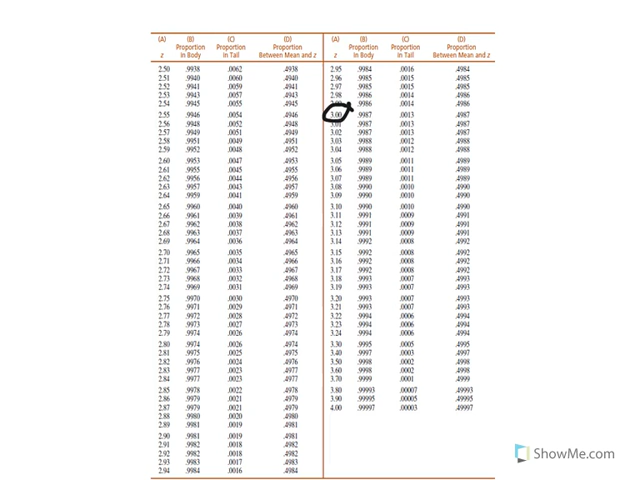 (A) (B) (C) (D) (A) (B) (C) (D)
Proportion Proportion Proportion Proportion Proportion Proportion
z in Body in Tail Between Mean and z z in Body in Tail Between Mean and z
2.50 .9938 .0062 .4938 2.95 .9984 .0016 .4984
2.51 .9940 .0060 .4940 2.96 .9985 .0015 .4985
2.52 .9941 .0059 .4941 2.97 .9985 .0015 .4985
2.53 .9943 .0057 .4943 2.98 .9986 .0014 .4986
2.54 .9945 .0055 .4945 .9986 .0014 .4986
2.55 .9946 .0054 .4946 3.00 .9987 .0013 .4987
2.56 .9948 .0052 .4948 3.01 .9987 .0013 .4987
2.57 .9949 .0051 .4949 3.02 .9987 .0013 .4987
2.58 .9951 .0049 .4951 3.03 .9988 .0012 .4988
2.59 .9952 .0048 .4952 3.04 .9988 .0012 .4988
2.60 .9953 .0047 .4953 3.05 .9989 .0011 .4989
2.61 .9955 .0045 .4955 3.06 .9989 .0011 .4989
2.62 .9956 .0044 .4956 3.07 .9989 .0011 .4989
2.63 .9957 .0043 .4957 3.08 .9990 .0010 .4990
2.64 .9959 .0041 .4959 3.09 .9990 .0010 .4990
2.65 .9960 .0040 .4960 3.10 .9990 .0010 .4990
2.66 .9961 .0039 .4961 3.11 .9991 .0009 .4991
2.67 .9962 .0038 .4962 3.12 .9991 .0009 .4991
2.68 .9963 .0037 .4963 3.13 .9991 .0009 .4991
2.69 .9964 .0036 .4964 3.14 .9992 .0008 .4992
2.70 .9965 .0035 .4965 3.15 .9992 .0008 .4992
2.71 .9966 .0034 .4966 3.16 .9992 .0008 .4992
2.72 .9967 .0033 .4967 3.17 .9992 .0008 .4992
2.73 .9968 .0032 .4968 3.18 .9993 .0007 .4993
2.74 .9969 .0031 .4969 3.19 .9993 .0007 .4993
2.75 .9970 .0030 .4970 3.20 .9993 .0007 .4993
2.76 .9971 .0029 .4971 3.21 .9993 .0007 .4993
2.77 .9972 .0028 .4972 3.22 .9994 .0006 .4994
2.78 .9973 .0027 .4973 3.23 .9994 .0006 .4994
2.79 .9974 .0026 .4974 3.24 .9994 .0006 .4994
2.80 .9974 .0026 .4974 3.30 .9995 .0005 .4995
2.81 .9975 .0025 .4975 3.40 .9997 .0003 .4997
2.82 .9976 .0024 .4976 3.50 .9998 .0002 .4998
2.83 .9977 .0023 .4977 3.60 .9998 .0002 .4998
2.84 .9977 .0023 .4977 3.70 .9999 .0001 .4999
2.85 .9978 .0022 .4978 3.80 .99993 .00007 .49993
2.86 .9979 .0021 .4979 3.90 .99995 .00005 .49995
2.87 .9979 .0021 .4979 4.00 .99997 .00003 .49997
2.88 .9980 .0020 .4980
2.89 .9981 .0019 .4981
2.90 .9981 .0019 .4981
2.91 .9982 .0018 .4982
2.92 .9982 .0018 .4982
2.93 .9983 .0017 .4983
2.94 .9984 .0016 .4984
ShowMe.com